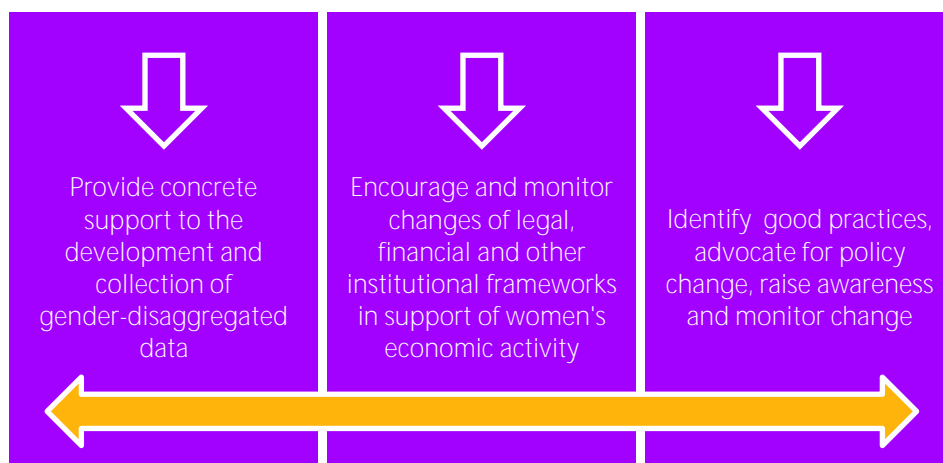 Provide concrete
support to the
development and
collection of
gender-disaggregated
data
Encourage and monitor
changes of legal,
financial and other
institutional frameworks
in support of women's
economic activity
Identify good practices,
advocate for policy
change, raise awareness
and monitor change